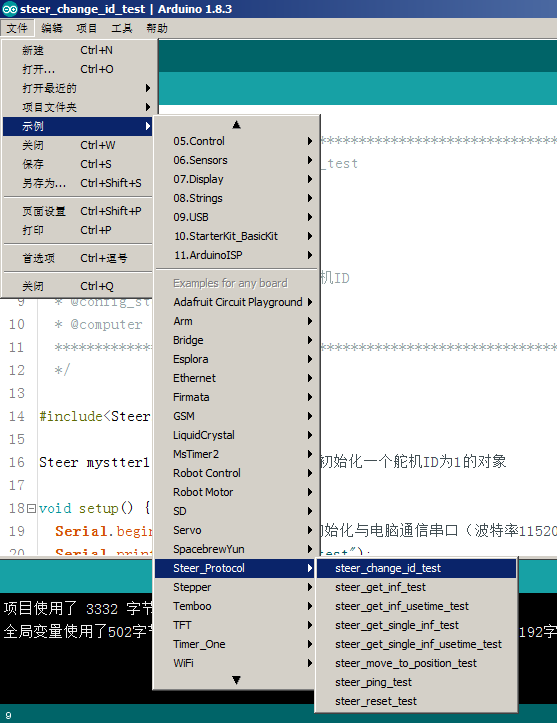 steer_change_id_test | Arduino 1.8.3
文件 编辑 项目 工具 帮助
新建 Ctrl+N
打开... Ctrl+O
打开最近的
项目文件夹
示例
关闭 Ctrl+W
保存 Ctrl+S
另存为... Ctrl+Shift+S
页面设置 Ctrl+Shift+P
打印 Ctrl+P
首选项 Ctrl+逗号
关闭 Ctrl+Q
05.Control
06.Sensors
07.Display
08.Strings
09.USB
10.StarterKit_BasicKit
11.ArduinoISP
Examples for any board
Adafruit Circuit Playground
Arm
Bridge
Esplora
Ethernet
Firmata
GSM
LiquidCrystal
MsTimer2
Robot Control
Robot Motor
SD
Servo
SpacebrewYun
Steer_Protocol
Stepper
Temboo
TFT
Timer_One
WiFi
steer_change_id_test
steer_get_inf_test
steer_get_inf_usetime_test
steer_get_single_inf_test
steer_get_single_inf_usetime_test
steer_move_to_position_test
steer_ping_test
steer_reset_test
******************************
_test
机ID
9 * @config_st
10 * @computer
11 ******************************
12 */
13
14 #include<Steer
15
16 Steer mystter1 初始化一个舵机ID为1的对象
17
18 void setup() {
19 Serial.begin 初始化与电脑通信串口（波特率11520
20 Serial.print est");
项目使用了 3332 字节
全局变量使用了502字节 192字
9